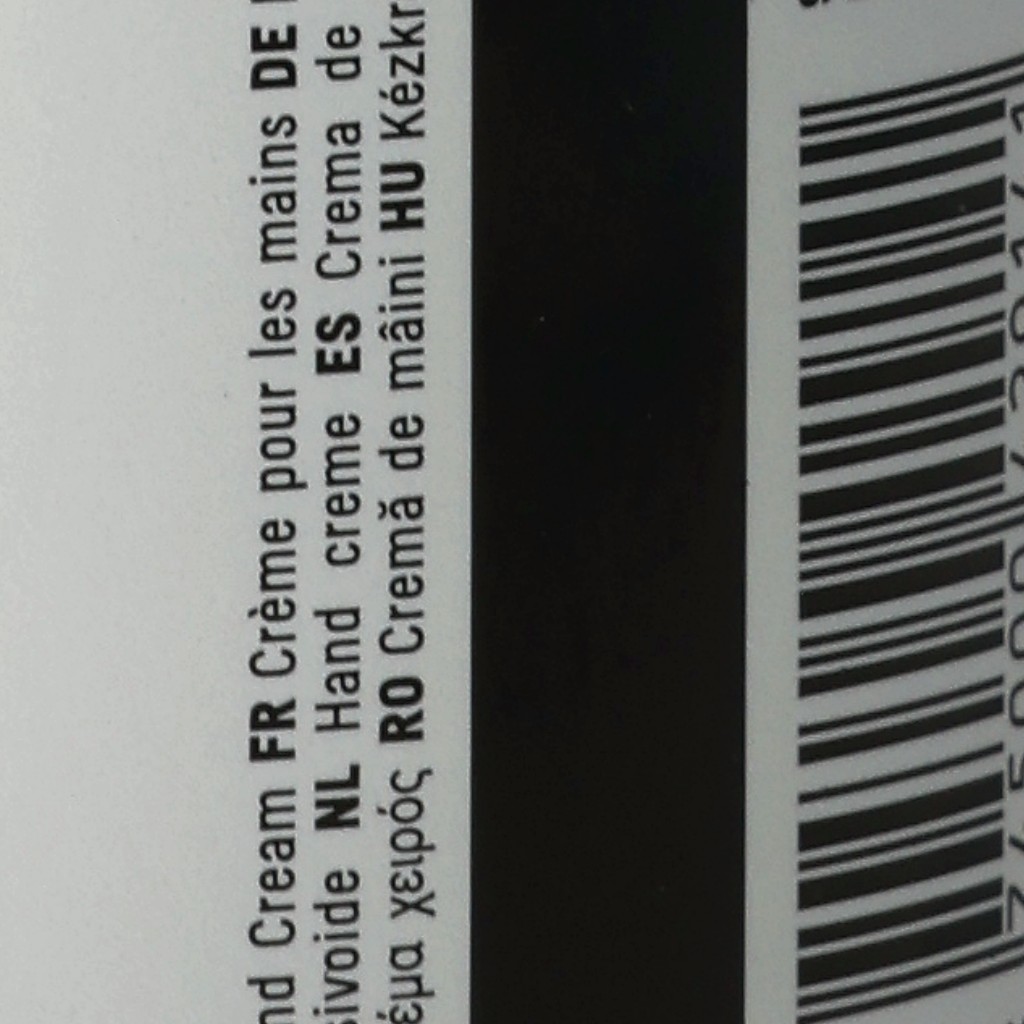 nd Cream FR Crème pour les mains DE
sivoide NL Hand creme ES Crema de
έμα χειρός RO Cremă de mâini HU Kézkr